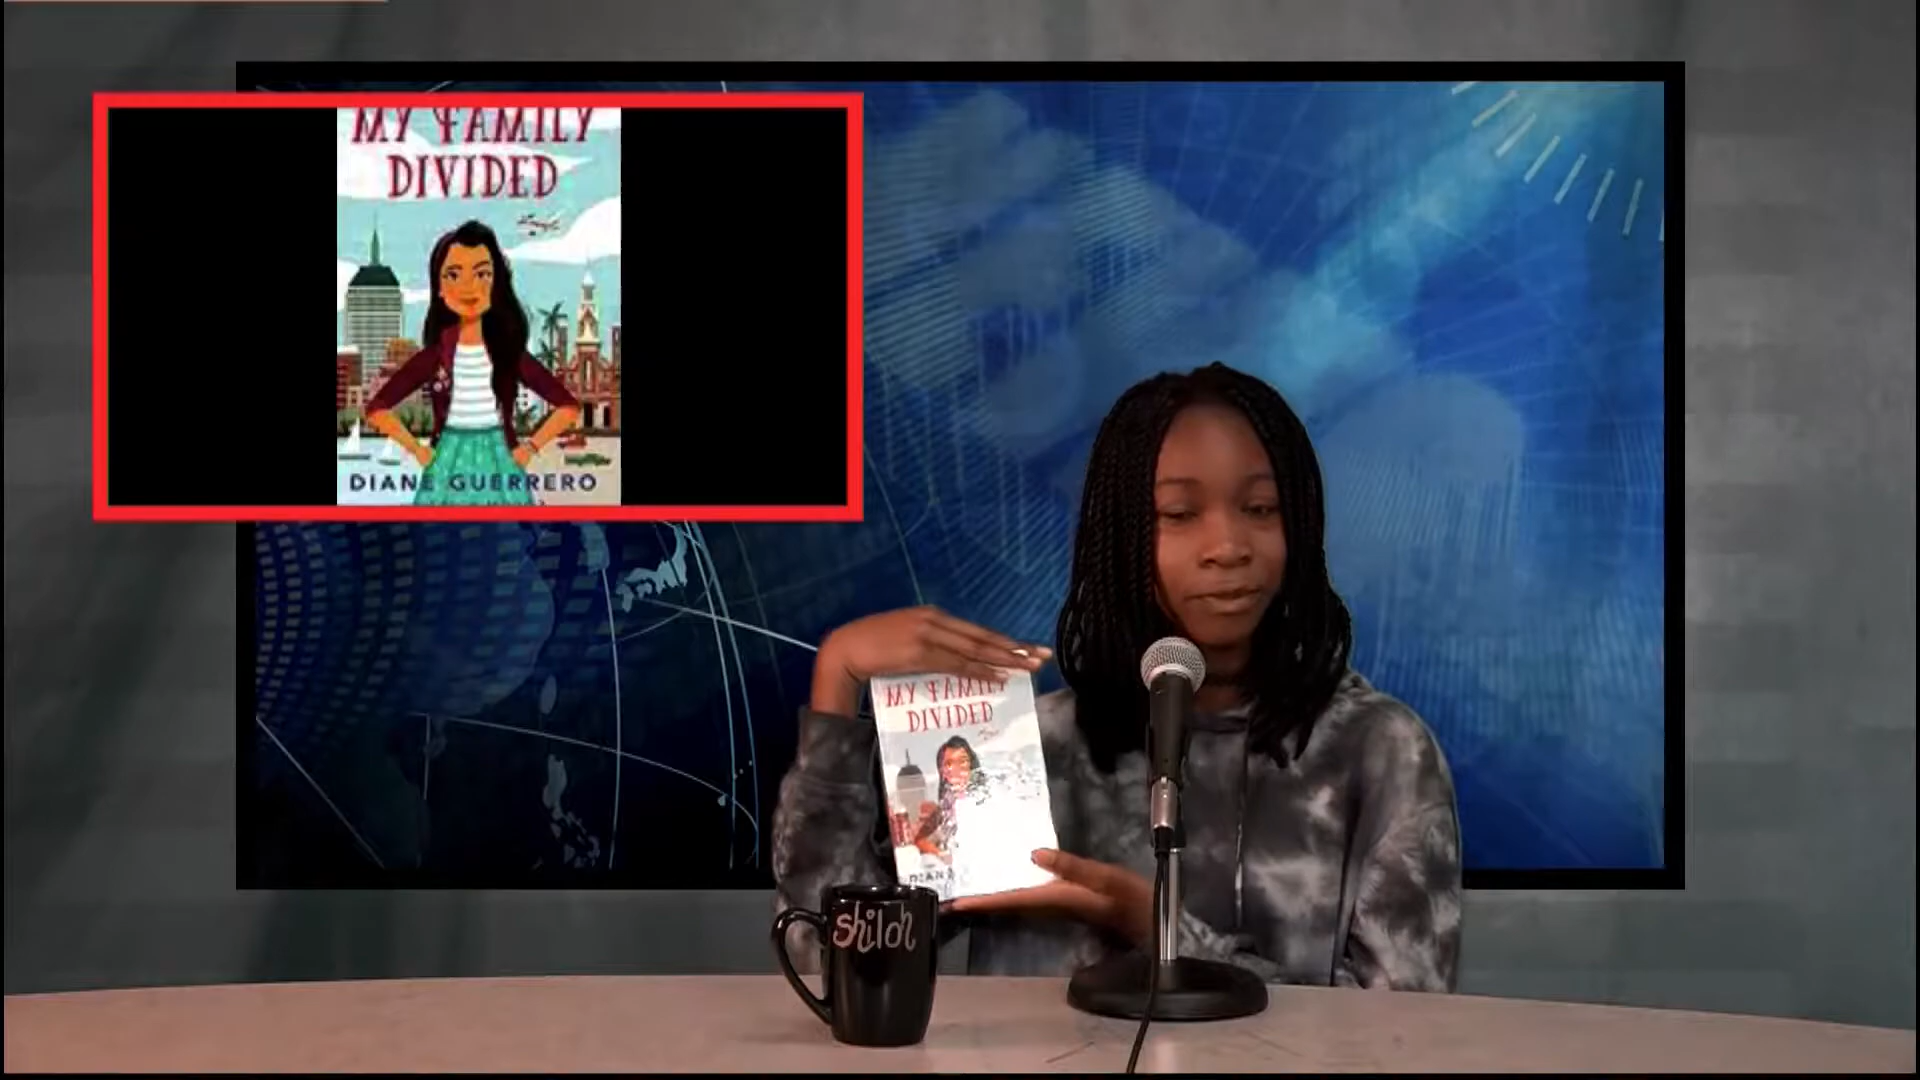 MY FAMILY
DIVIDED
DIANE GUERRERO
MY FAMILY
DIVIDED
shiloh